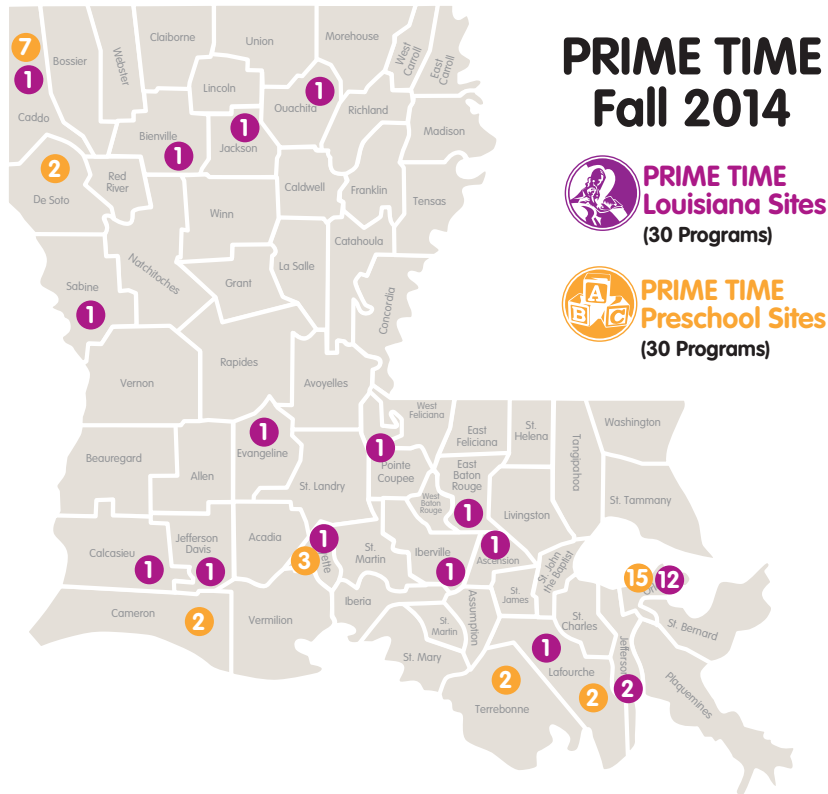 PRIME TIME
Fall 2014
PRIME TIME
Louisiana Sites
(30 Programs)
A
B C
PRIME TIME
Preschool Sites
(30 Programs)
Claiborne
Union
Morehouse
West
Carroll
East
Carroll
7
Bossier
Webster
1
Caddo
Lincoln
1
Ouachita
Richland
Madison
1
Bienville
1
Jackson
1
2
De Soto
Red
River
Winn
Caldwell
Franklin
Tensas
Natchitoches
Catahoula
La Salle
Grant
Concordia
Sabine
1
Vernon
Rapides
Avoyelles
West
Feliciana
East
Feliciana
St.
Helena
Tangipahoa
Washington
1
Evangeline
1
Pointe
Coupee
Beauregard
Allen
St. Landry
East
Baton
Rouge
1
West
Baton
Rouge
Livingston
St. Tammany
Calcasieu
1
Jefferson
Davis
1
Acadia
1
3
ette
St.
Martin
Iberville
1
1
Ascension
St. John
the Baptist
15
12
Cameron
2
Vermilion
Iberia
St.
Martin
St. Mary
Assumption
St.
James
St.
Charles
St. Bernard
1
Lafourche
Jefferson
2
2
Terrebonne
2
Plaquemines